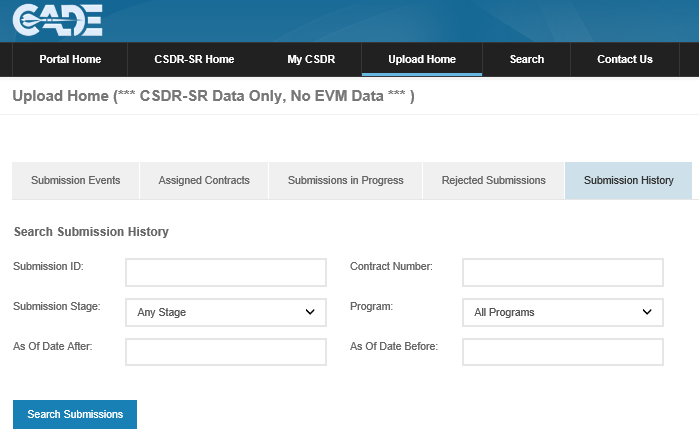 CADE
Portal Home CSDR-SR Home My CSDR Upload Home Search Contact Us
Upload Home (*** CSDR-SR Data Only, No EVM Data *** )
Submission Events Assigned Contracts Submissions in Progress Rejected Submissions Submission History
Search Submission History
Submission ID: Contract Number:
Submission Stage: Any Stage Program: All Programs
As Of Date After: As Of Date Before:
Search Submissions